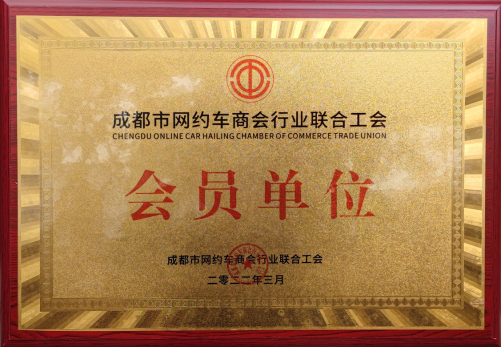 成都市网约车商会行业联合工会
CHENGDU ONLINE CAR HAILING CHAMBER OF COMMERCE TRADE UNION
会员单位
成都市网约车商会行业联合工会
二零二二年三月